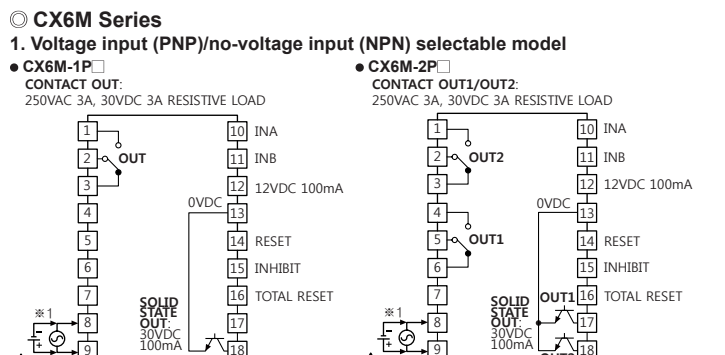 ◎ CX6M Series
1. Voltage input (PNP)/no-voltage input (NPN) selectable model
● CX6M-1P□
CONTACT OUT:
250VAC 3A, 30VDC 3A RESISTIVE LOAD
1
10 INA
2 OUT
11 INB
3
12 12VDC 100mA
4
0VDC 13
5
14 RESET
6
15 INHIBIT
7
16 TOTAL RESET
※1
8
SOLID
STATE
OUT:
30VDC
100mA
17
9
18
● CX6M-2P□
CONTACT OUT1/OUT2:
250VAC 3A, 30VDC 3A RESISTIVE LOAD
1
10 INA
2 OUT2
11 INB
3
12 12VDC 100mA
4
0VDC 13
5 OUT1
14 RESET
6
15 INHIBIT
7
OUT1 16 TOTAL RESET
※1
8
SOLID
STATE
OUT:
30VDC
100mA
17
9
18